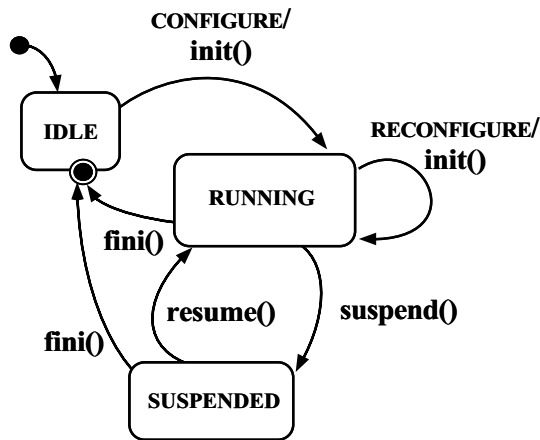 CONFIGURE/
init()
IDLE
RECONFIGURE/
init()
RUNNING
fini()
resume()
suspend()
fini()
SUSPENDED